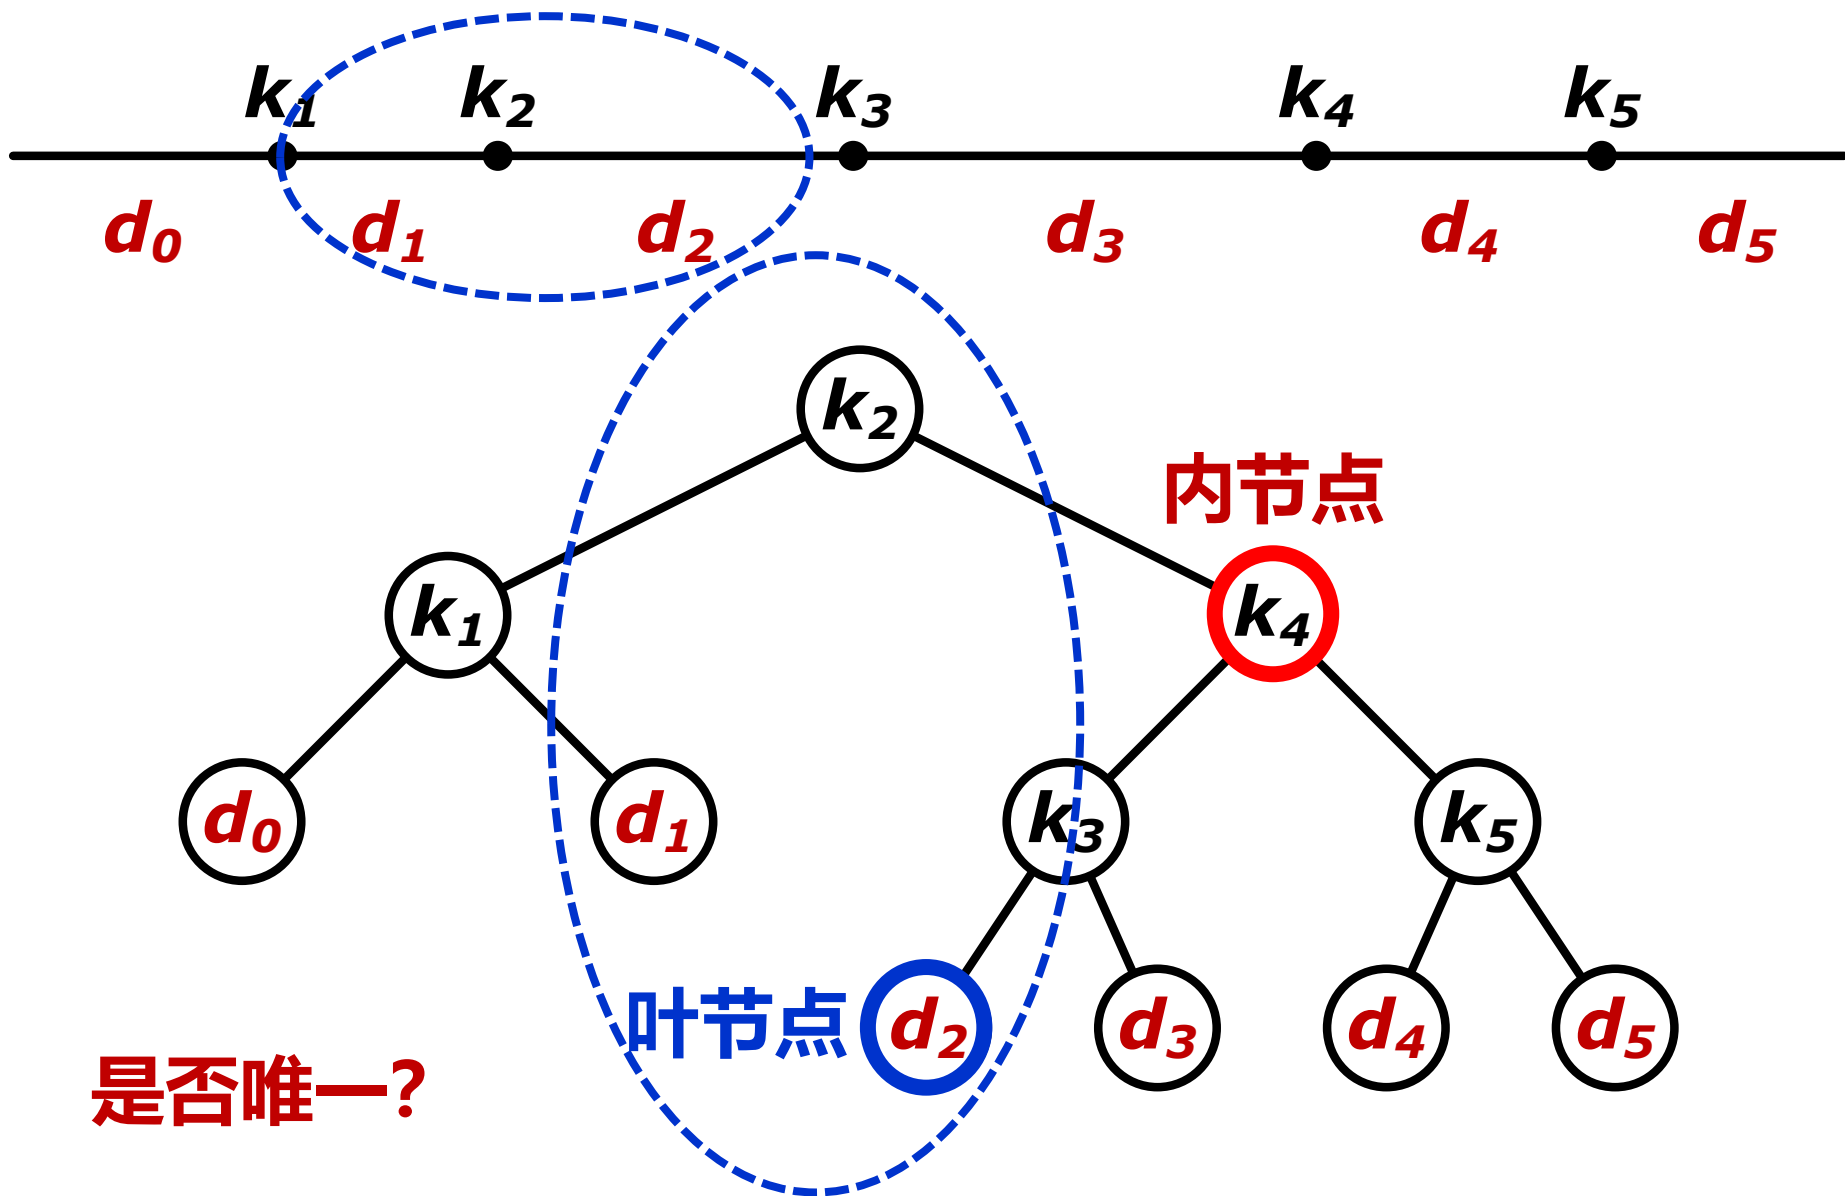 k₁ k₂ k₃ k₄ k₅
d₀ d₁ d₂ d₃ d₄ d₅
k₂
内节点
k₁ k₄
d₀ d₁ k₃ k₅
叶节点 d₂ d₃ d₄ d₅
是否唯一?